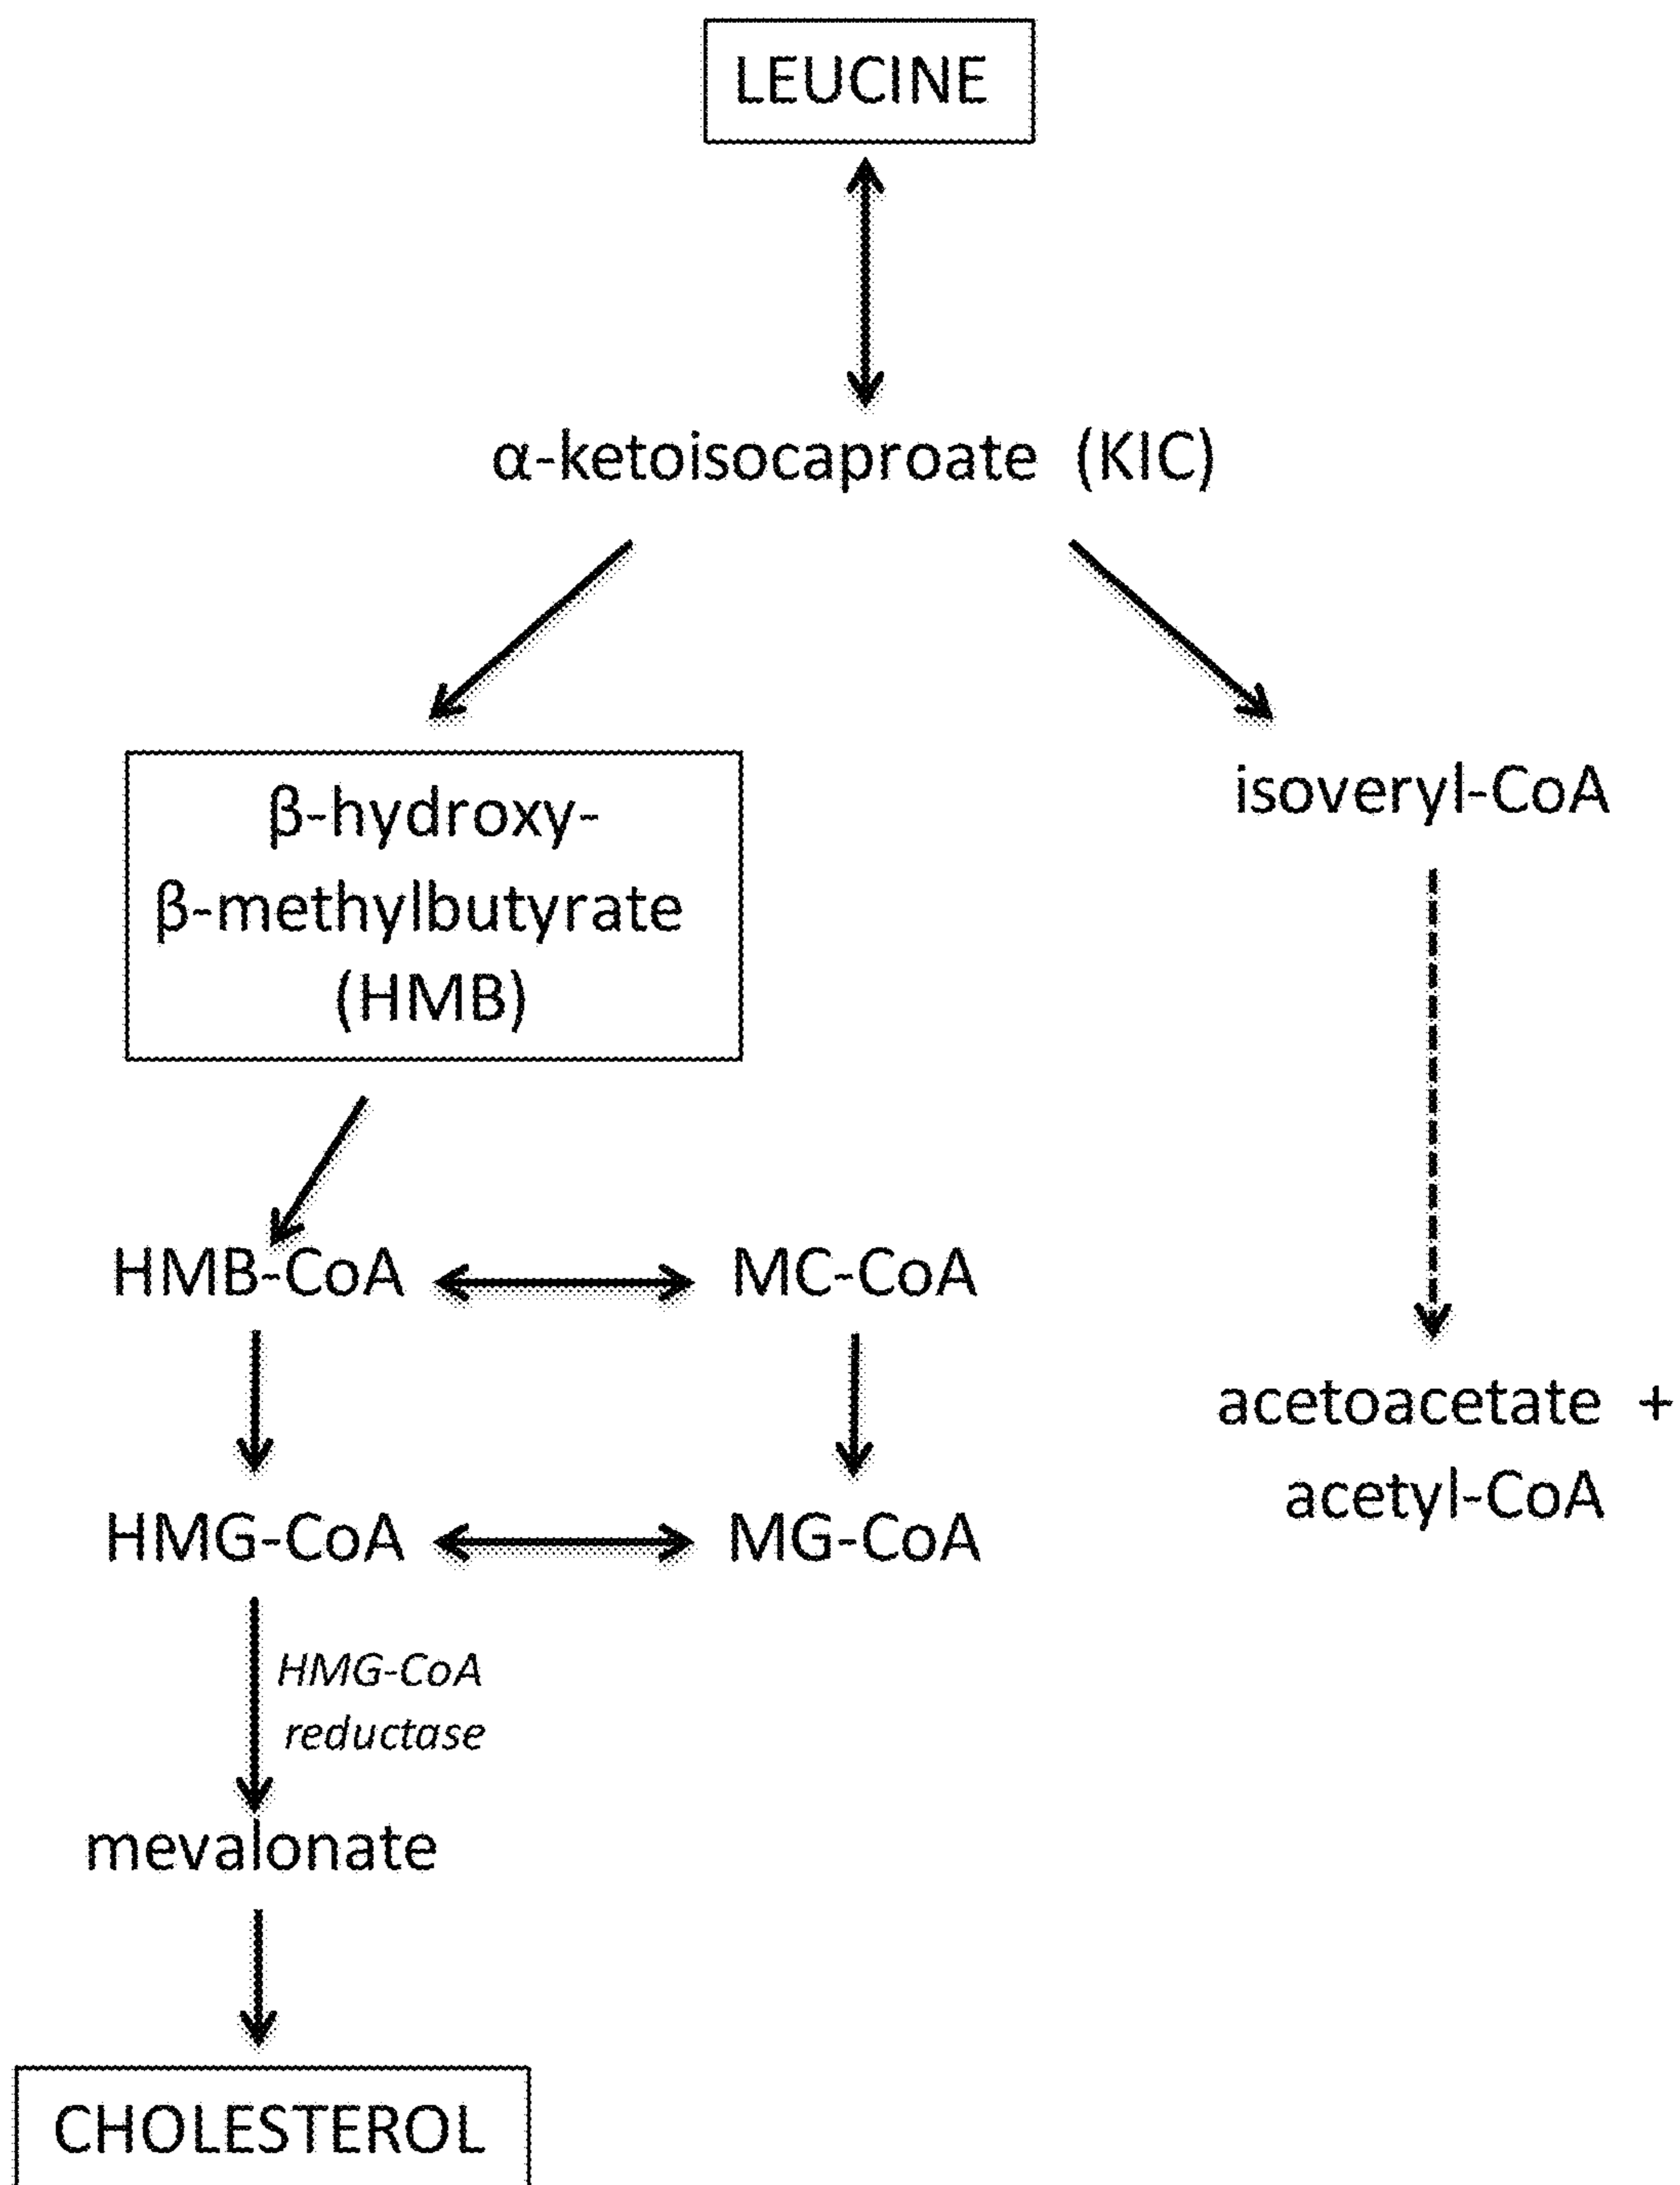 LEUCINE
α-ketoisocaproate (KIC)
β-hydroxy-
β-methylbutyrate
(HMB)
isoveryl-CoA
HMB-CoA
MC-CoA
acetoacetate +
acetyl-CoA
HMG-CoA
MG-CoA
HMG-CoA
reductase
mevalonate
CHOLESTEROL